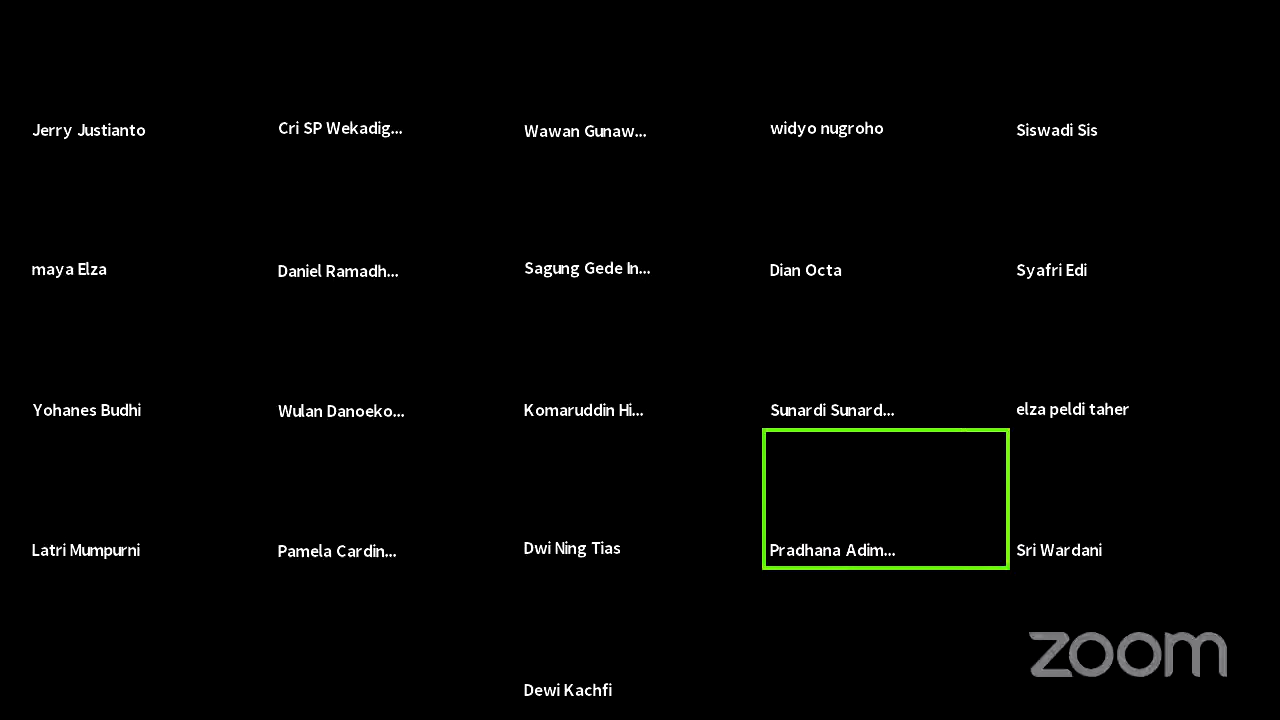 Jerry Justianto
Cri SP Wekadig...
Wawan Gunaw...
widyo nugroho
Siswadi Sis
maya Elza
Daniel Ramadh...
Sagung Gede In...
Dian Octa
Syafri Edi
Yohanes Budhi
Wulan Danoeko...
Komaruddin Hi...
Sunardi Sunard...
elza peldi taher
Latri Mumpurni
Pamela Cardin...
Dwi Ning Tias
Pradhana Adim...
Sri Wardani
zoom
Dewi Kachfi